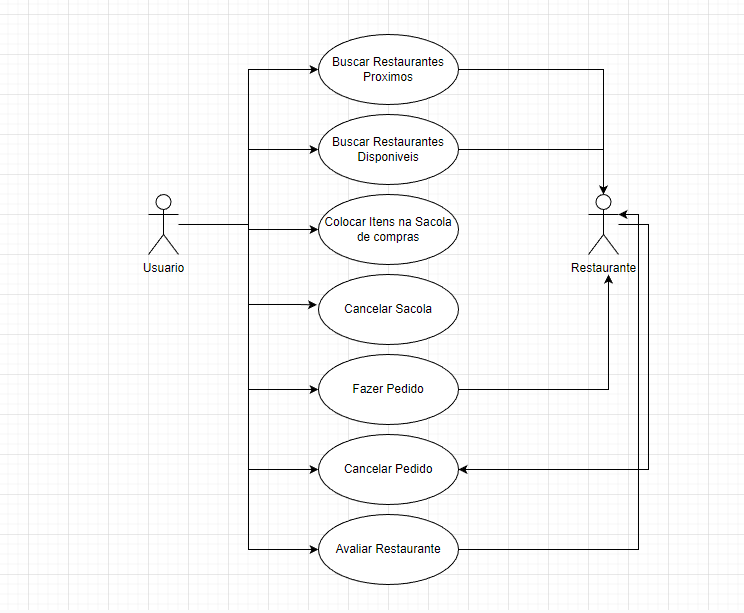 Buscar Restaurantes
Proximos
Buscar Restaurantes
Disponiveis
Colocar Itens na Sacola
de compras
Usuario
Restaurante
Cancelar Sacola
Fazer Pedido
Cancelar Pedido
Avaliar Restaurante